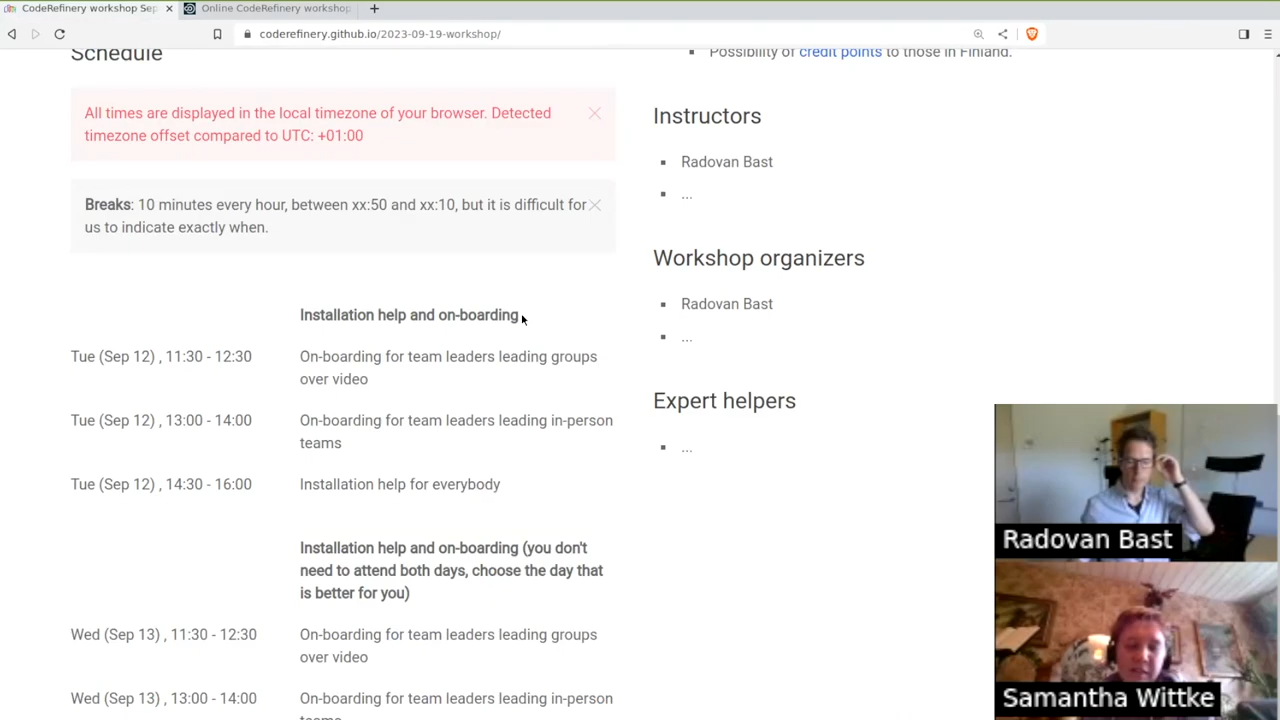 CodeRefinery workshop Sep
Online CodeRefinery workshop
coderefinery.github.io/2023-09-19-workshop/
Schedule
All times are displayed in the local timezone of your browser. Detected
timezone offset compared to UTC: +01:00
Breaks: 10 minutes every hour, between xx:50 and xx:10, but it is difficult for
us to indicate exactly when.
Installation help and on-boarding
Tue (Sep 12) , 11:30 - 12:30 On-boarding for team leaders leading groups
over video
Tue (Sep 12) , 13:00 - 14:00 On-boarding for team leaders leading in-person
teams
Tue (Sep 12) , 14:30 - 16:00 Installation help for everybody
Installation help and on-boarding (you don't
need to attend both days, choose the day that
is better for you)
Wed (Sep 13) , 11:30 - 12:30 On-boarding for team leaders leading groups
over video
Wed (Sep 13) , 13:00 - 14:00 On-boarding for team leaders leading in-person
teams
Possibility of credit points to those in Finland.
Instructors
Radovan Bast
...
Workshop organizers
Radovan Bast
...
Expert helpers
...
Radovan Bast
Samantha Wittke